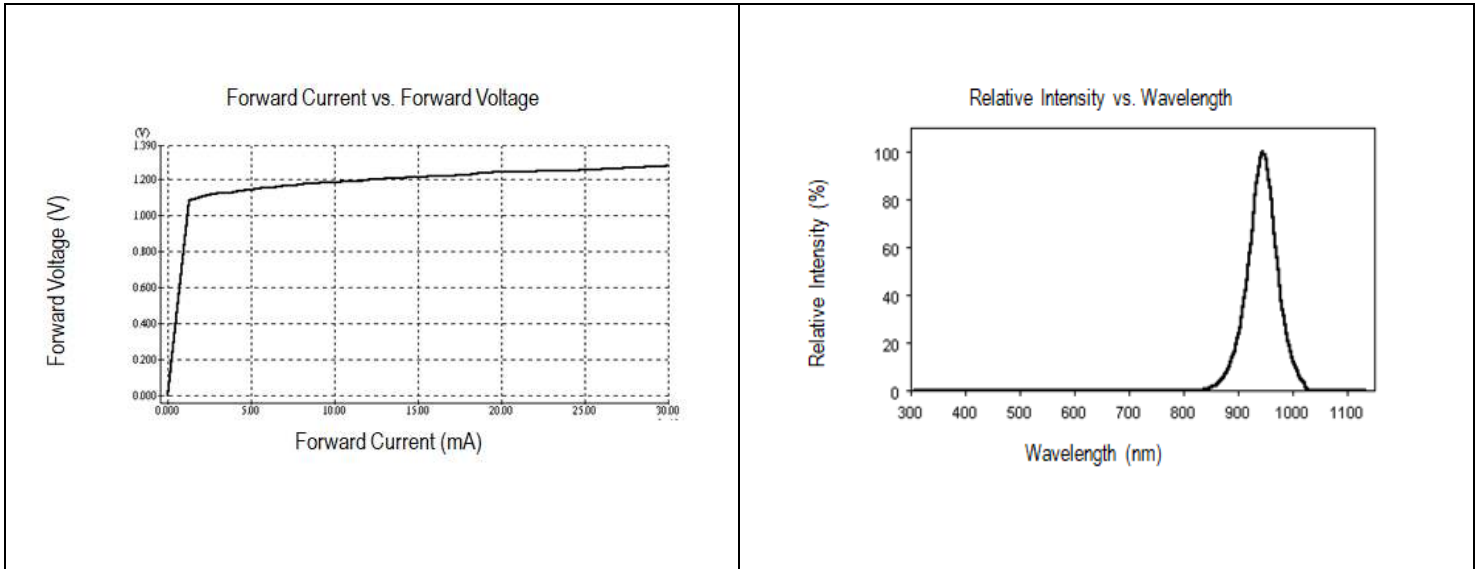 Forward Current vs. Forward Voltage
(V)
1.390
1.200
1.000
0.800
0.600
0.400
0.200
0.000
0.000 5.00 10.00 15.00 20.00 25.00 30.00
Forward Voltage (V)
Forward Current (mA)
Relative Intensity vs. Wavelength
100
80
60
40
20
0
300 400 500 600 700 800 900 1000 1100
Relative Intensity (%)
Wavelength (nm)